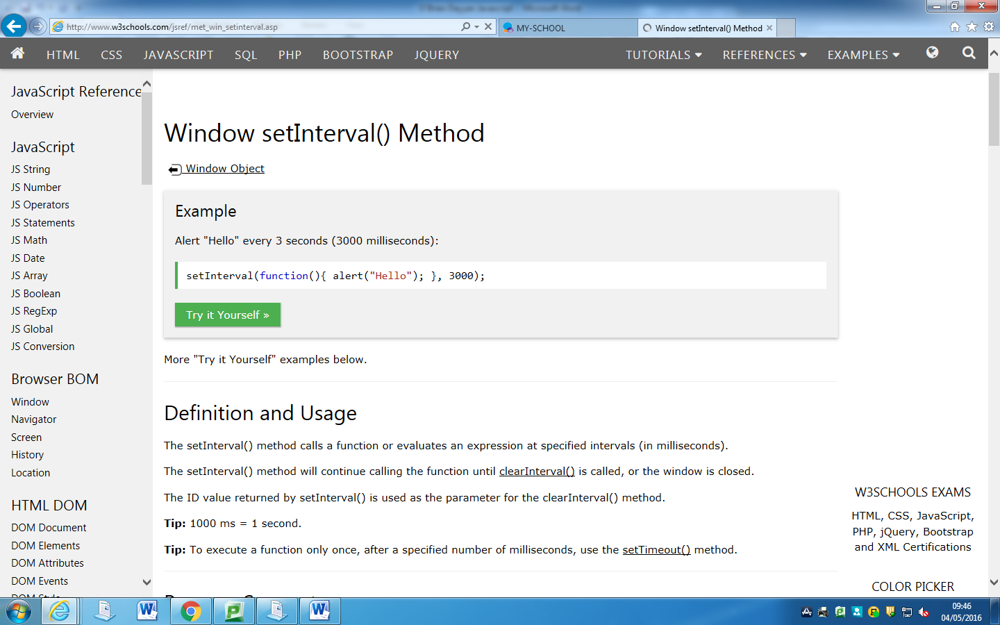 http://www.w3schools.com/jsref/met_win_setinterval.asp
MY-SCHOOL
Window setInterval() Method
HTML CSS JAVASCRIPT SQL PHP BOOTSTRAP JQUERY TUTORIALS REFERENCES EXAMPLES
JavaScript Reference
Overview
JavaScript
JS String
JS Number
JS Operators
JS Statements
JS Math
JS Date
JS Array
JS Boolean
JS RegExp
JS Global
JS Conversion
Browser BOM
Window
Navigator
Screen
History
Location
HTML DOM
DOM Document
DOM Elements
DOM Attributes
DOM Events
DOM Style
Window setInterval() Method
Window Object
Example
Alert "Hello" every 3 seconds (3000 milliseconds):
setInterval(function(){ alert("Hello"); }, 3000);
Try it Yourself »
More "Try it Yourself" examples below.
Definition and Usage
The setInterval() method calls a function or evaluates an expression at specified intervals (in milliseconds).
The setInterval() method will continue calling the function until clearInterval() is called, or the window is closed.
The ID value returned by setInterval() is used as the parameter for the clearInterval() method.
Tip: 1000 ms = 1 second.
Tip: To execute a function only once, after a specified number of milliseconds, use the setTimeout() method.
W3SCHOOLS EXAMS
HTML, CSS, JavaScript,
PHP, jQuery, Bootstrap
and XML Certifications
COLOR PICKER
09:46
04/05/2016